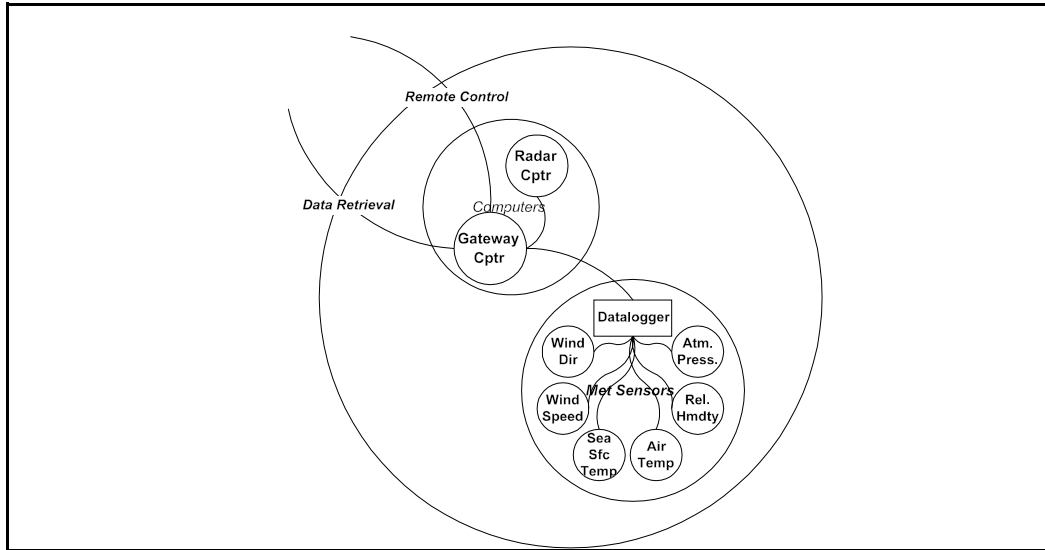 Remote Control
Radar
Cptr
Data Retrieval
Computers
Gateway
Cptr
Datalogger
Wind
Dir
Atm.
Press.
Met Sensors
Wind
Speed
Rel.
Hmdty
Sea
Sfc
Temp
Air
Temp